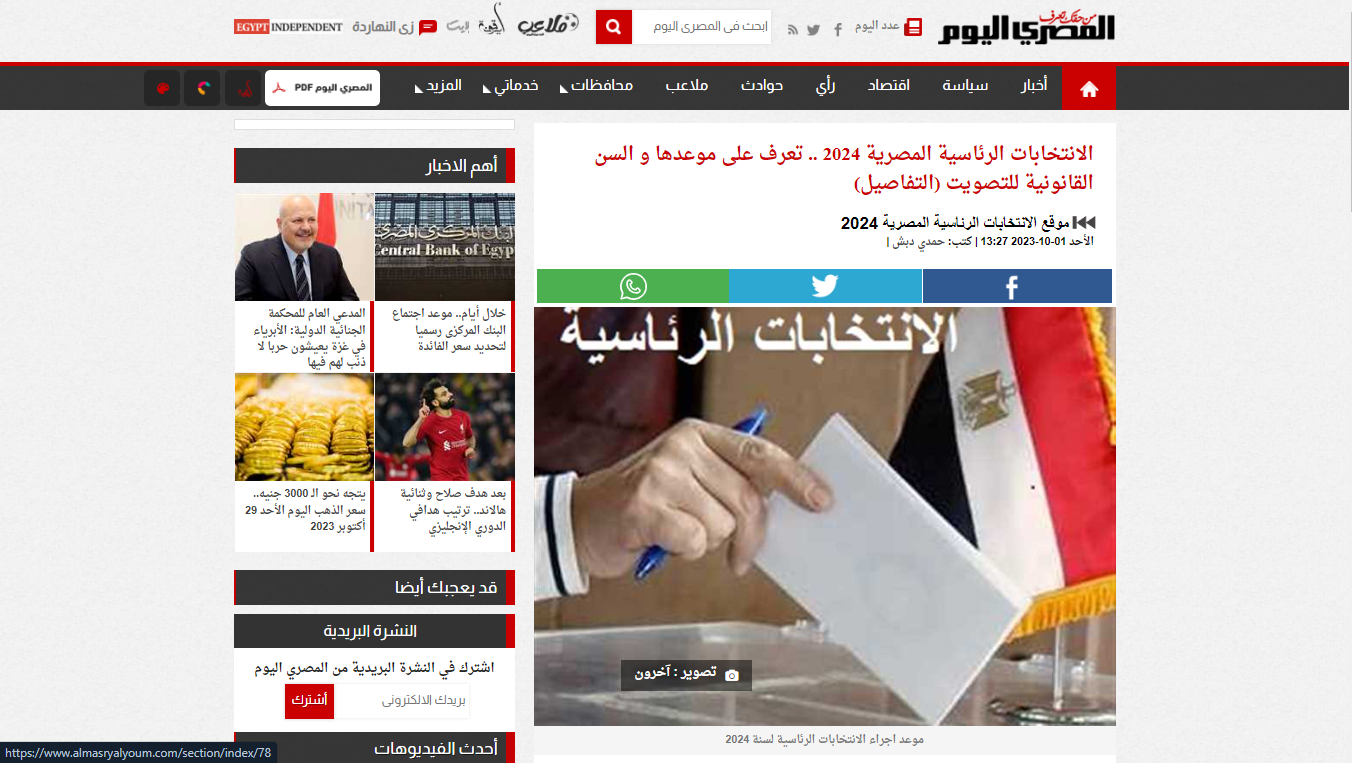 من حقك تعرف
المصري اليوم
عدد اليوم
ابحث فى المصرى اليوم
زى النهاردة
EGYPT INDEPENDENT
أخبار
سياسة
اقتصاد
رأي
حوادث
ملاعب
محافظات
خدماتي
المزيد
المصري اليوم PDF
الانتخابات الرئاسية المصرية 2024 .. تعرف على موعدها و السن
القانونية للتصويت (التفاصيل)
موقع الانتخابات الرئاسية المصرية 2024
الأحد 01-10-2023 13:27 | كتب: حمدي دبش |
الانتخابات الرئاسية
تصوير : آخرون
موعد اجراء الانتخابات الرئاسية لسنة 2024
أهم الاخبار
البنك المركزى المصرى
Central Bank of Egypt
خلال أيام.. موعد اجتماع
البنك المركزى رسميا
لتحديد سعر الفائدة
المدعي العام للمحكمة
الجنائية الدولية: الأبرياء
في غزة يعيشون حربا لا
ذنب لهم فيها
بعد هدف صلاح وثنائية
هالاند.. ترتيب هدافي
الدوري الإنجليزي
يتجه نحو الـ 3000 جنيه..
سعر الذهب اليوم الأحد 29
أكتوبر 2023
قد يعجبك أيضا
النشرة البريدية
اشترك في النشرة البريدية من المصري اليوم
بريدك الالكترونى
أشترك
أحدث الفيديوهات
https://www.almasryalyoum.com/section/index/78